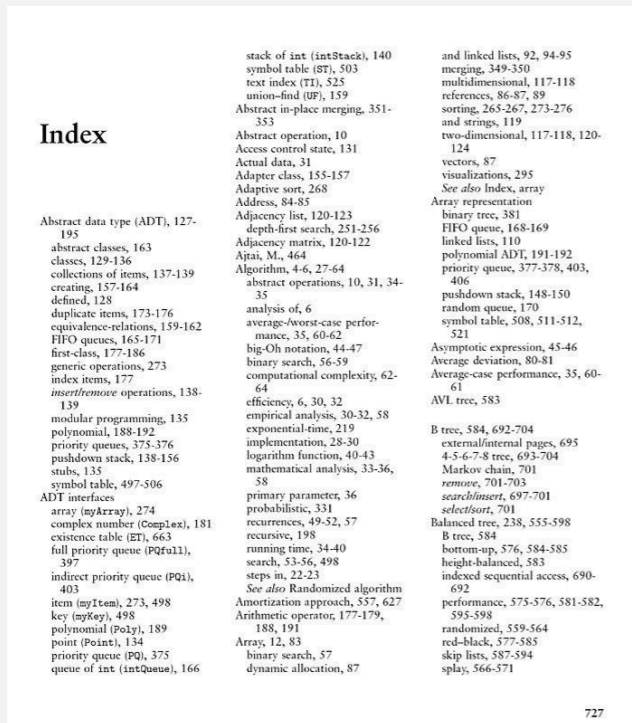 Index
Abstract data type (ADT), 127-
195
abstract classes, 163
classes, 129-136
collections of items, 137-139
creating, 157-164
defined, 128
duplicate items, 173-176
equivalence-relations, 159-162
FIFO queues, 165-171
first-class, 177-186
generic operations, 273
index items, 177
insert/remove operations, 138-
139
modular programming, 135
polynomial, 188-192
priority queues, 375-376
pushdown stack, 138-156
stubs, 135
symbol table, 497-506
ADT interfaces
array (myArray), 274
complex number (Complex), 181
existence table (ET), 663
full priority queue (PQfull),
397
indirect priority queue (PQi),
403
item (myItem), 273, 498
key (myKey), 498
polynomial (Poly), 189
point (Point), 134
priority queue (PQ), 375
queue of int (intQueue), 166
stack of int (intStack), 140
symbol table (ST), 503
text index (TI), 525
union–find (UF), 159
Abstract in-place merging, 351-
353
Abstract operation, 10
Access control state, 131
Actual data, 31
Adapter class, 155-157
Adaptive sort, 268
Address, 84-85
Adjacency list, 120-123
depth-first search, 251-256
Adjacency matrix, 120-122
Ajtai, M., 464
Algorithm, 4-6, 27-64
abstract operations, 10, 31, 34-
35
analysis of, 6
average-/worst-case perfor-
mance, 35, 60-62
big-Oh notation, 44-47
binary search, 56-59
computational complexity, 62-
64
efficiency, 6, 30, 32
empirical analysis, 30-32, 58
exponential-time, 219
implementation, 28-30
logarithm function, 40-43
mathematical analysis, 33-36,
58
primary parameter, 36
probabilistic, 331
recurrences, 49-52, 57
recursive, 198
running time, 34-40
search, 53-56, 498
steps in, 22-23
See also Randomized algorithm
Amortization approach, 557, 627
Arithmetic operator, 177-179,
188, 191
Array, 12, 83
binary search, 57
dynamic allocation, 87
and linked lists, 92, 94-95
merging, 349-350
multidimensional, 117-118
references, 86-87, 89
sorting, 265-267, 273-276
and strings, 119
two-dimensional, 117-118, 120-
124
vectors, 87
visualizations, 295
See also Index, array
Array representation
binary tree, 381
FIFO queue, 168-169
linked lists, 110
polynomial ADT, 191-192
priority queue, 377-378, 403,
406
pushdown stack, 148-150
random queue, 170
symbol table, 508, 511-512,
521
Asymptotic expression, 45-46
Average deviation, 80-81
Average-case performance, 35, 60-
61
AVL tree, 583
B tree, 584, 692-704
external/internal pages, 695
4-5-6-7-8 tree, 693-704
Markov chain, 701
remove, 701-703
search/insert, 697-701
select/sort, 701
Balanced tree, 238, 555-598
B tree, 584
bottom-up, 576, 584-585
height-balanced, 583
indexed sequential access, 690-
692
performance, 575-576, 581-582,
595-598
randomized, 559-564
red–black, 577-585
skip lists, 587-594
splay, 566-571
727